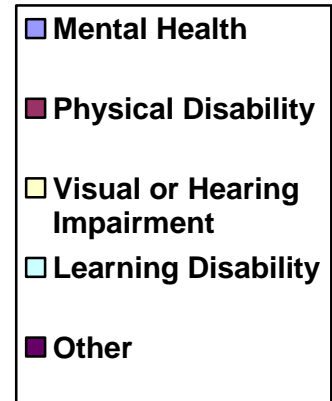 Mental Health
Physical Disability
Visual or Hearing
Impairment
Learning Disability
Other